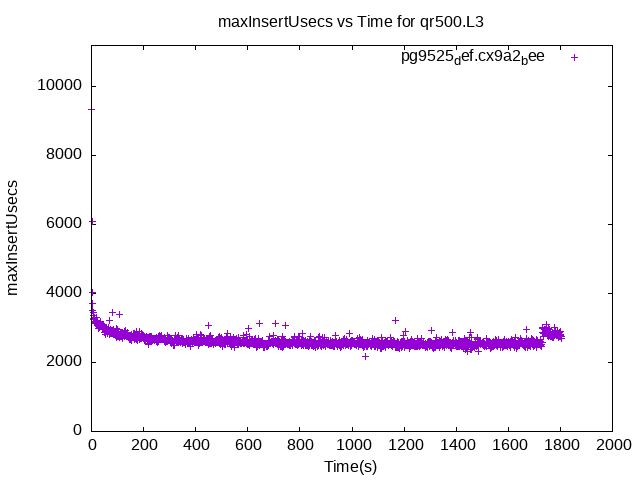 maxInsertUsecs vs Time for qr500.L3
pg9525def.cx9a2bee
10000
8000
6000
4000
2000
0
maxInsertUsecs
0 200 400 600 800 1000 1200 1400 1600 1800 2000
Time(s)